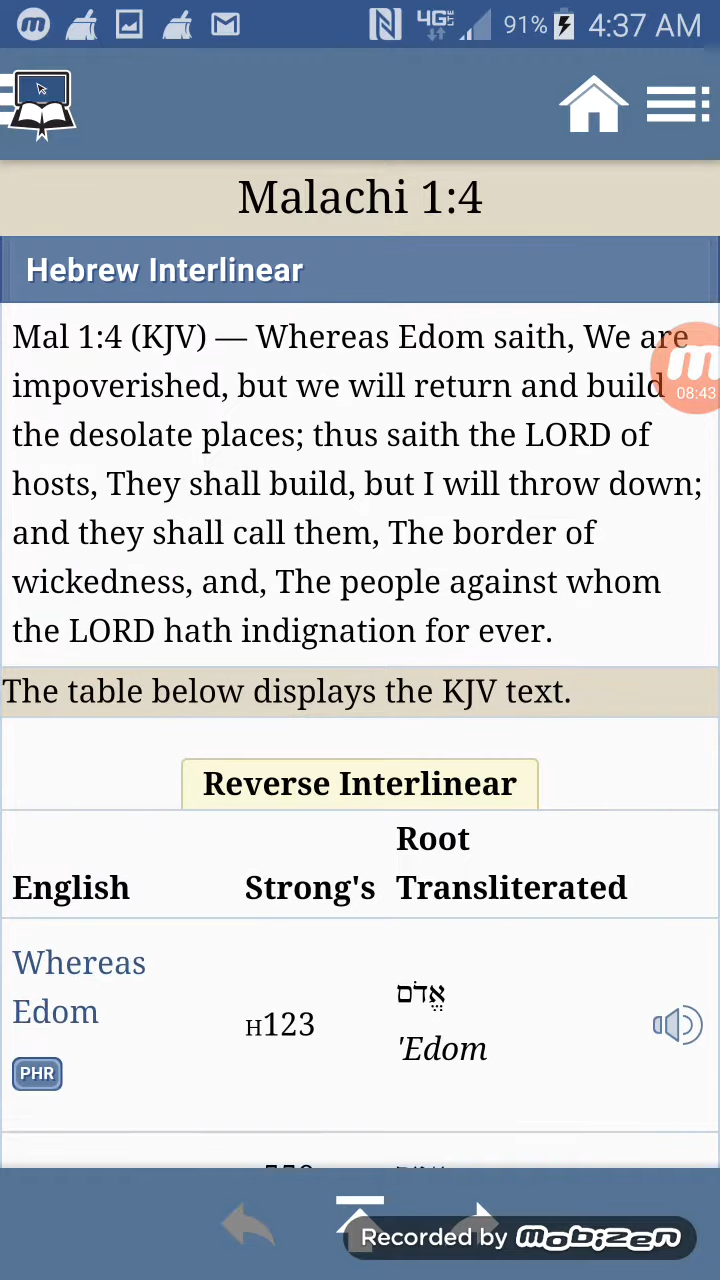 4G LTE 91% 4:37 AM
Malachi 1:4
Hebrew Interlinear
Mal 1:4 (KJV) — Whereas Edom saith, We are
impoverished, but we will return and build
08:43
the desolate places; thus saith the LORD of
hosts, They shall build, but I will throw down;
and they shall call them, The border of
wickedness, and, The people against whom
the LORD hath indignation for ever.
The table below displays the KJV text.
Reverse Interlinear
English Strong's Root Transliterated
Whereas Edom
H123
אֱדֹם
'Edom
PHR
Recorded by mobizen